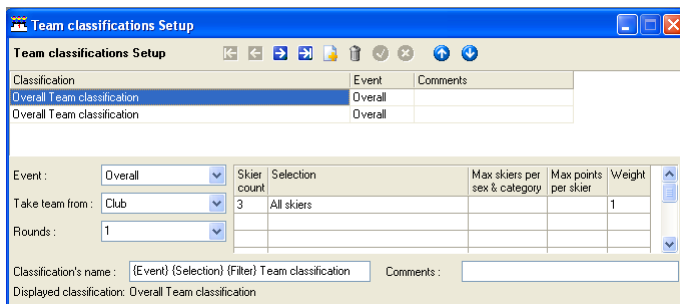 Team classifications Setup
Team classifications Setup
Classification Event Comments
Overall Team classification Overall
Overall Team classification Overall
Event : Overall
Take team from : Club
Rounds : 1
Skier count Selection Max skiers per sex & category Max points per skier Weight
3 All skiers 1
Classification's name : {Event} {Selection} {Filter} Team classification Comments :
Displayed classification: Overall Team classification